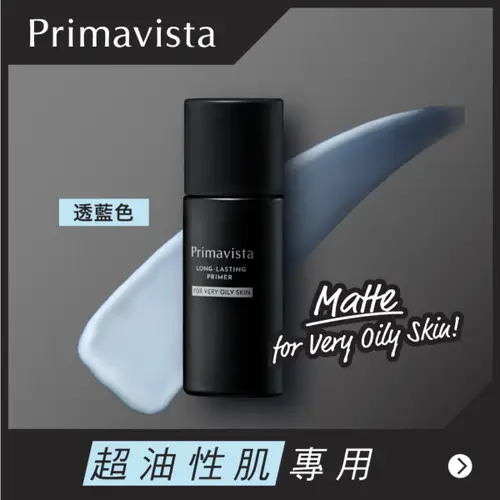 Primavista
透藍色
Primavista
LONG-LASTING
PRIMER
FOR VERY OILY SKIN
Matte
for Very Oily Skin!
超油性肌專用